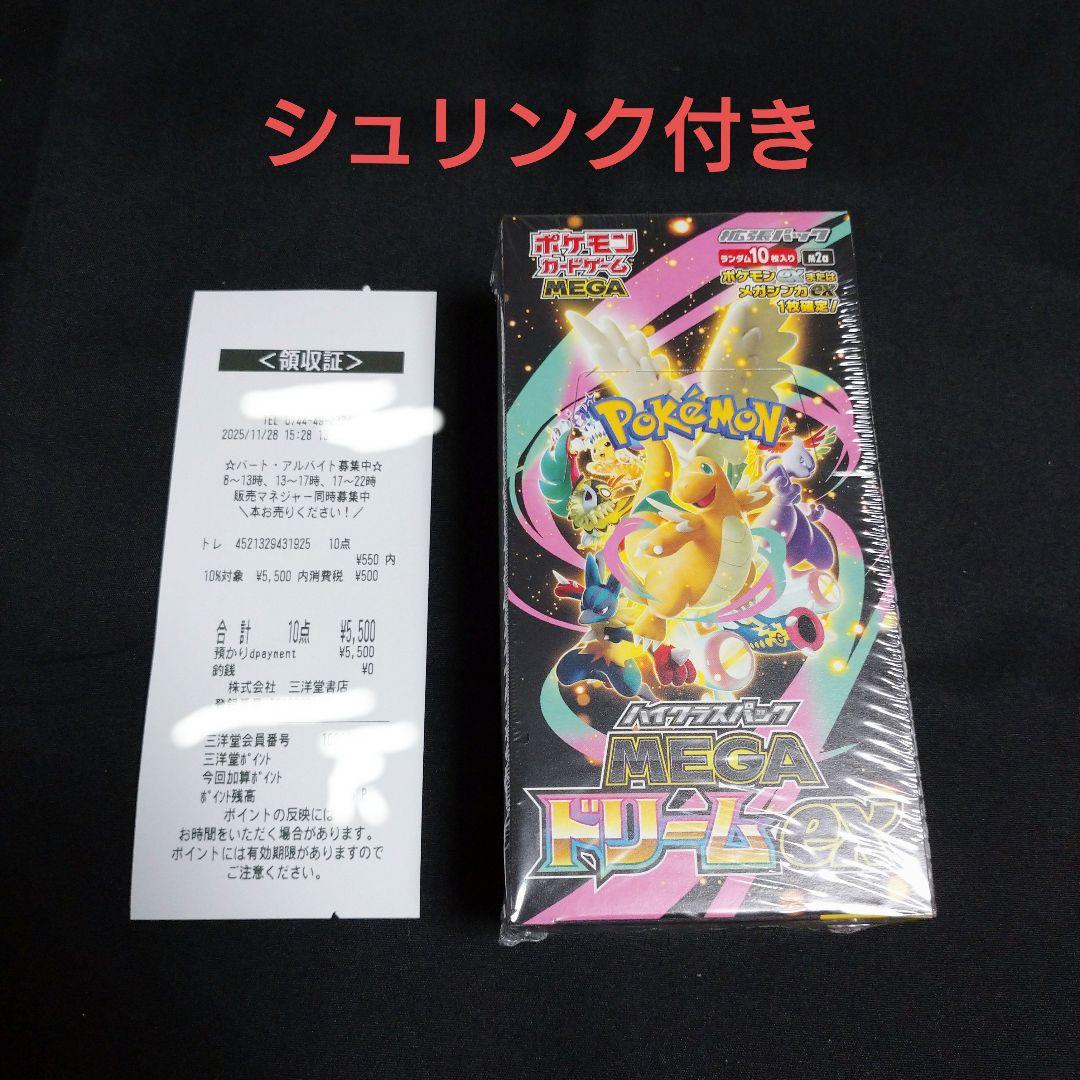 シュリンク付き
<領収証>
TEL 0744-48-
2025/11/28 15:28
☆パート・アルバイト募集中☆
8～13時、13～17時、17～22時
販売マネジャー同時募集中
＼本お売りください！／
トレ 4521329431925 10点
¥550 内
10%対象 ¥5,500 内消費税 ¥500
合計 10点 ¥5,500
預かりdpayment ¥5,500
釣銭 ¥0
株式会社 三洋堂書店
三洋堂会員番号
三洋堂ﾎﾟｲﾝﾄ
今回加算ﾎﾟｲﾝﾄ
ﾎﾟｲﾝﾄ残高 P
ポイントの反映には
お時間をいただく場合があります。
ポイントには有効期限がありますので
ご注意ください。
ポケモン
カードゲーム
MEGA
拡張パック
ランダム10枚入り M2a
ポケモンexまたは
メガシンカex
1枚確定!
POKéMON
ハイクラスパック
MEGA
ドリームex